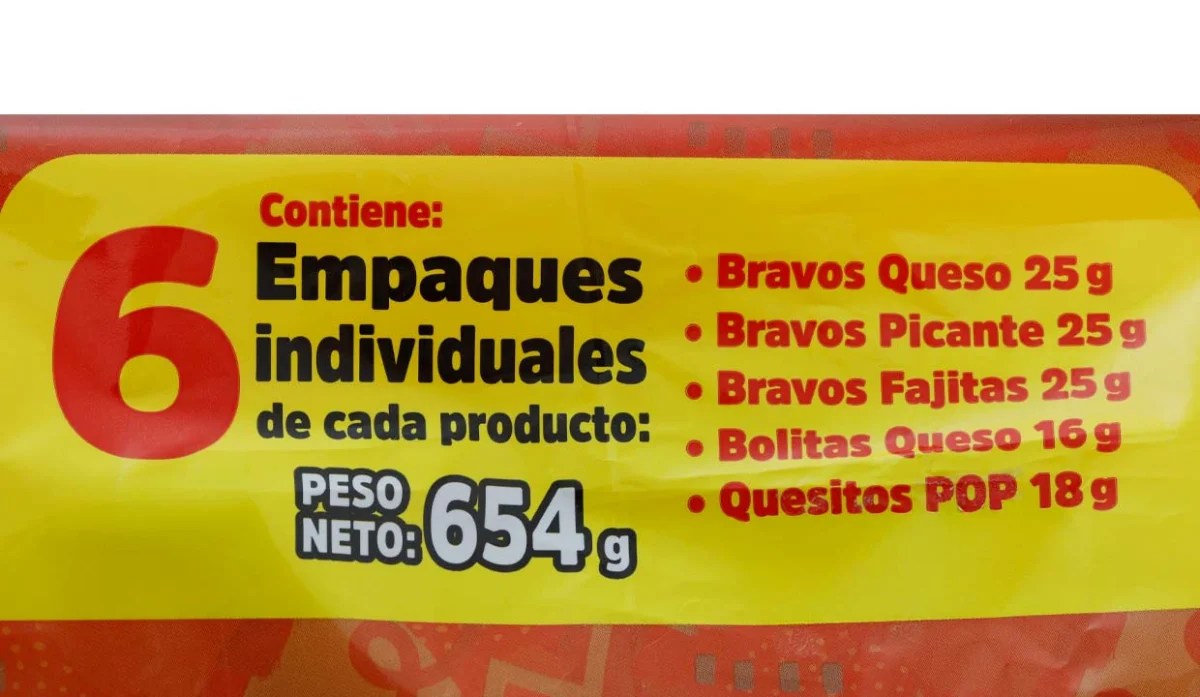 6
Contiene:
Empaques
individuales
de cada producto:
PESO
NETO: 654 g
• Bravos Queso 25 g
• Bravos Picante 25 g
• Bravos Fajitas 25 g
• Bolitas Queso 16 g
• Quesitos POP 18 g